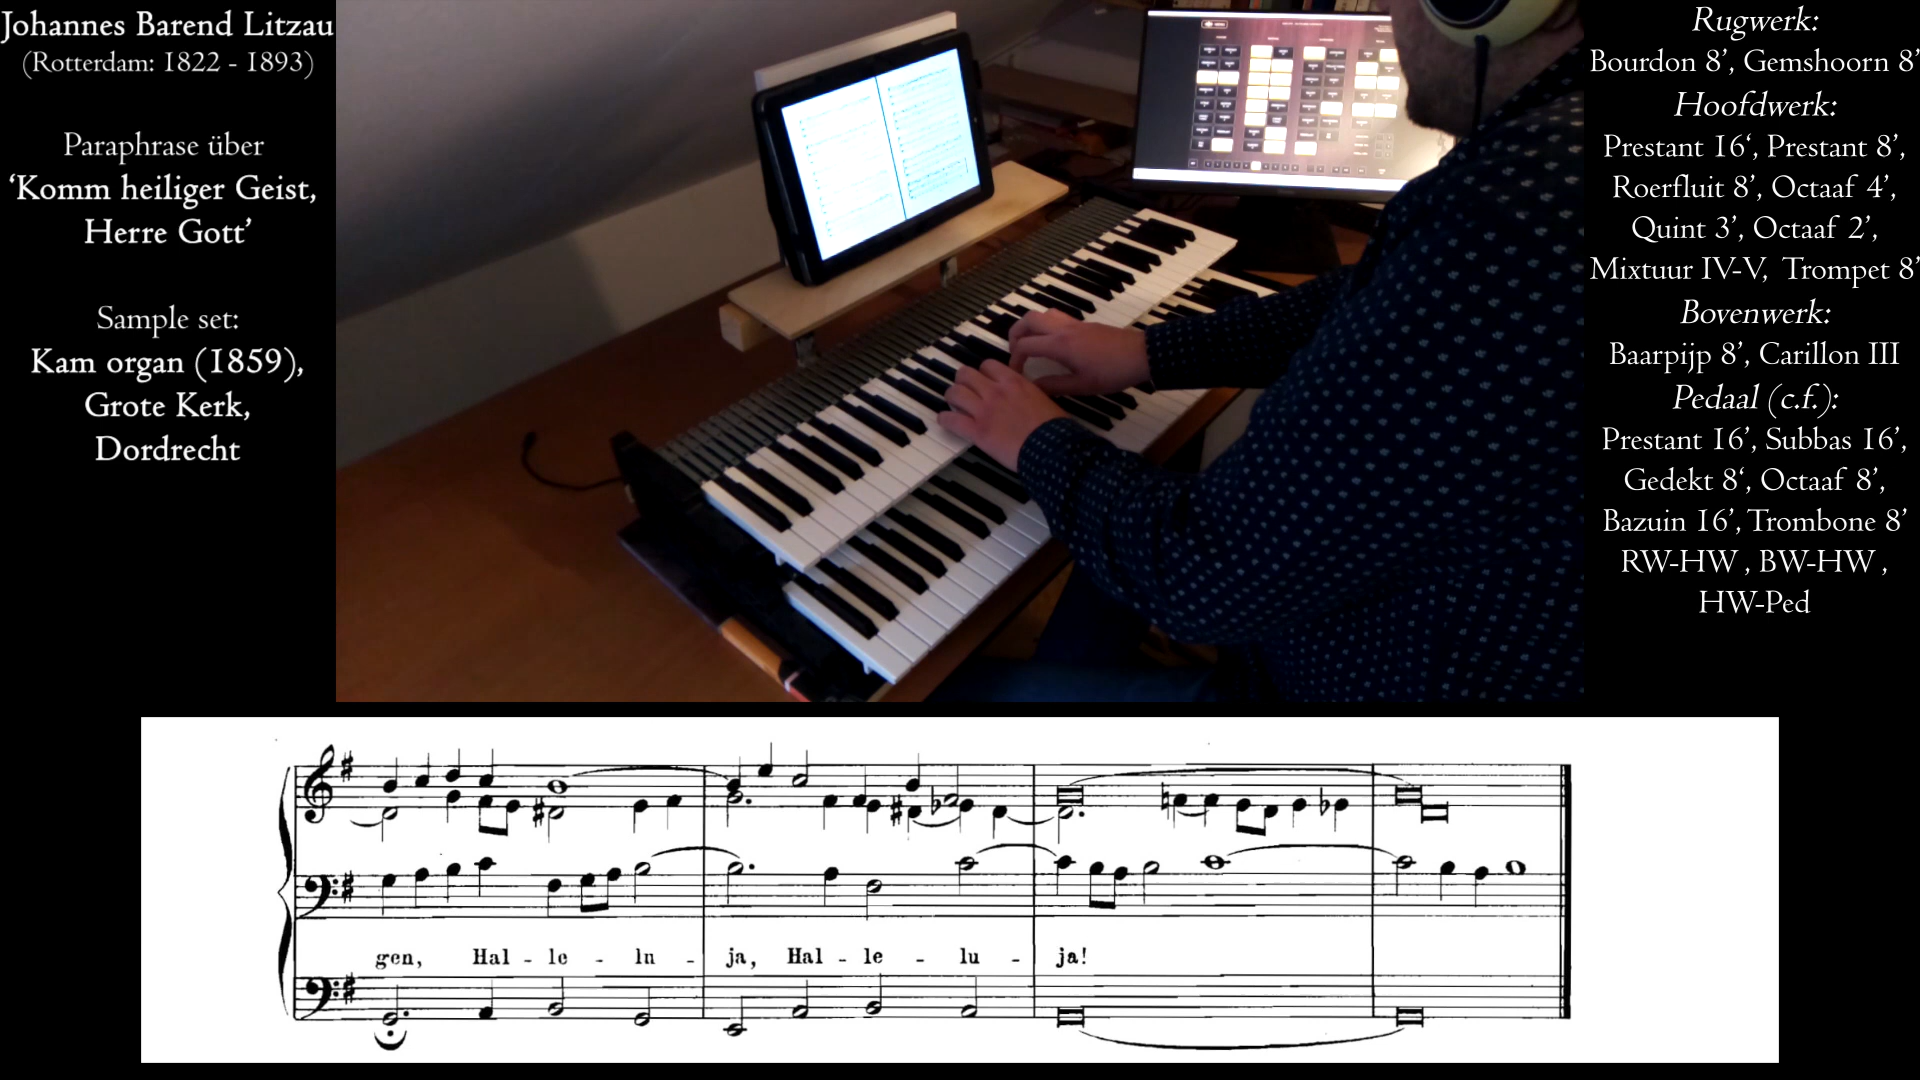 Johannes Barend Litzau
(Rotterdam: 1822 - 1893)
Paraphrase über
‘Komm heiliger Geist,
Herre Gott’
Sample set:
Kam organ (1859),
Grote Kerk,
Dordrecht
Rugwerk:
Bourdon 8’, Gemshoorn 8’
Hoofdwerk:
Prestant 16‘, Prestant 8’,
Roerfluit 8’, Octaaf 4’,
Quint 3’, Octaaf 2’,
Mixtuur IV-V, Trompet 8’
Bovenwerk:
Baarpijp 8’, Carillon III
Pedaal (c.f.):
Prestant 16’, Subbas 16’,
Gedekt 8‘, Octaaf 8’,
Bazuin 16’, Trombone 8’
RW-HW , BW-HW ,
HW-Ped
gen, Hal - le - lu - ja, Hal - le - lu - ja!